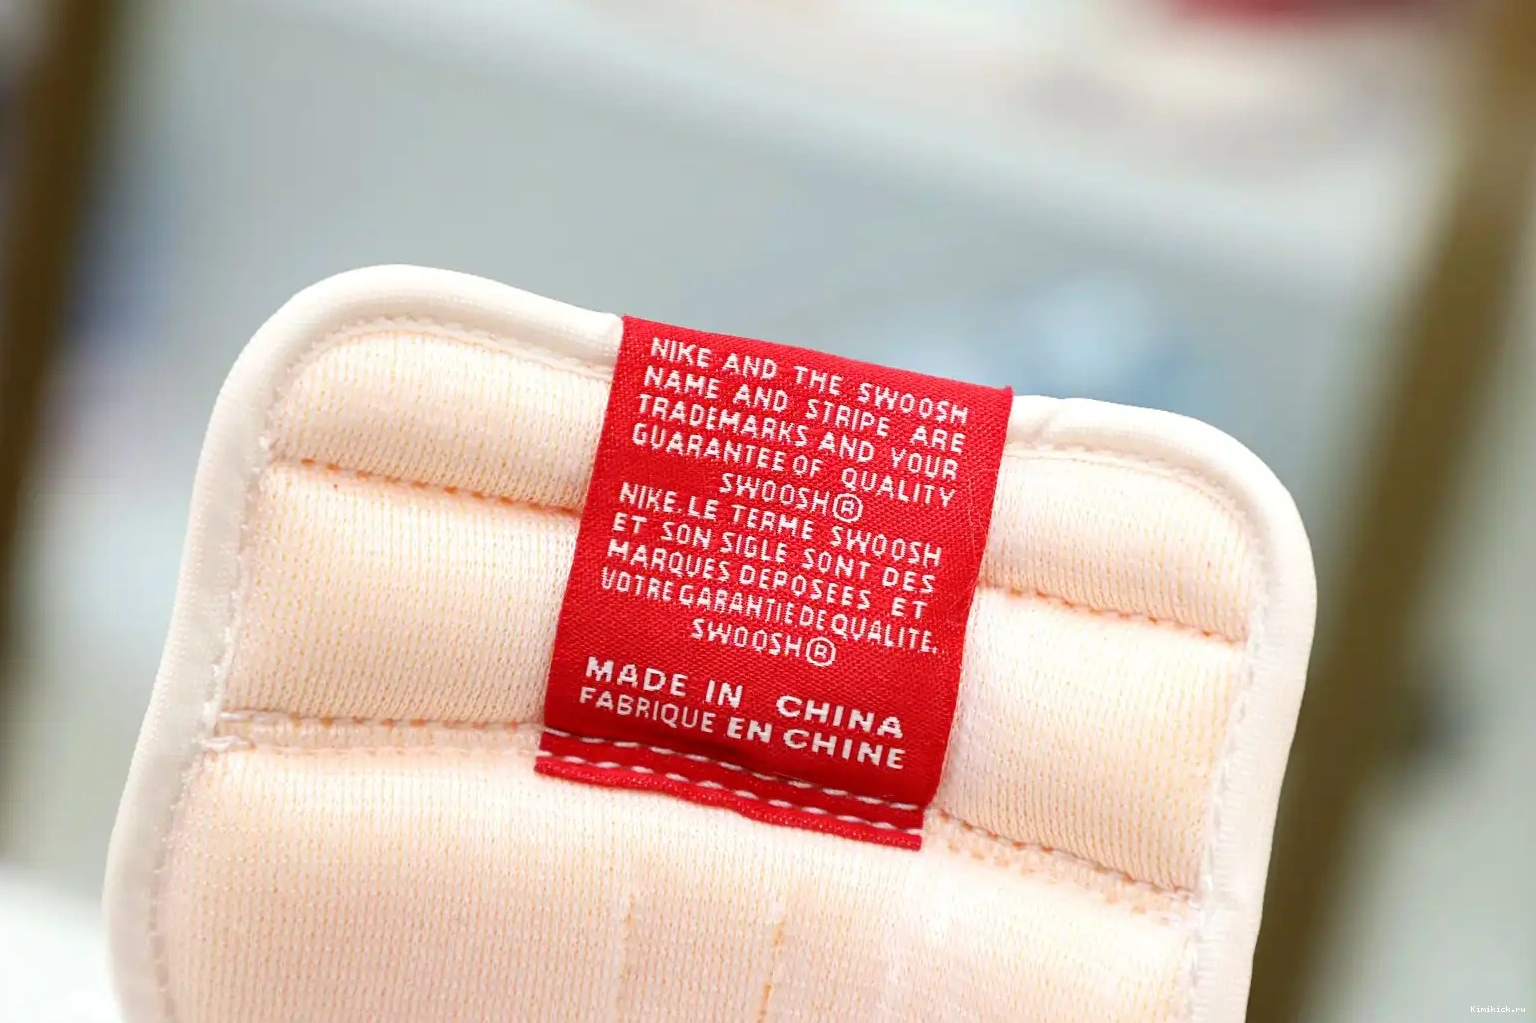 NIKE AND THE SWOOSH
NAME AND STRIPE ARE
TRADEMARKS AND YOUR
GUARANTEE OF QUALITY
SWOOSH®
NIKE. LE TERME SWOOSH
ET SON SIGLE SONT DES
MARQUES DEPOSEES ET
VOTRE GARANTIE DE QUALITE.
SWOOSH®
MADE IN CHINA
FABRIQUE EN CHINE
Kimikick.ru